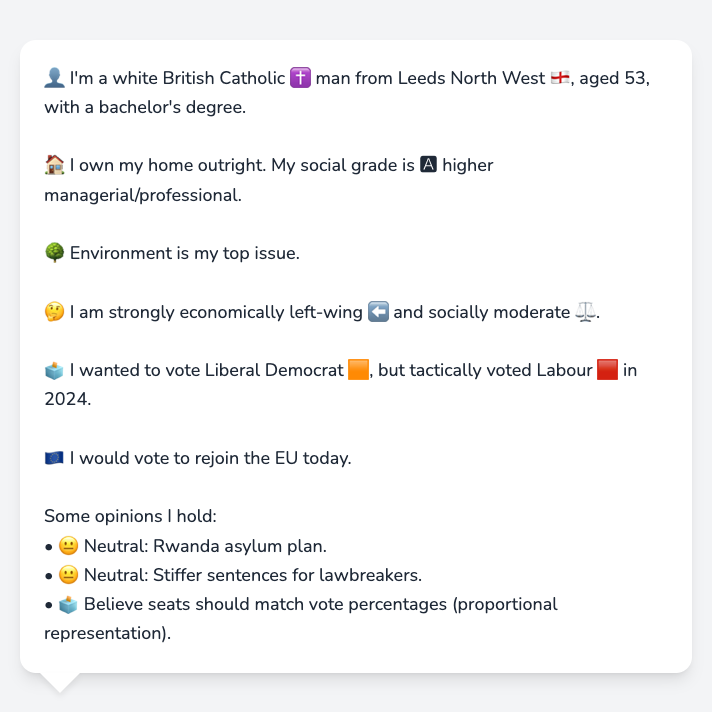 👤 I'm a white British Catholic ✝️ man from Leeds North West 🏴󠁧󠁢󠁥󠁮󠁧󠁿, aged 53,
with a bachelor's degree.
🏠 I own my home outright. My social grade is 🅰️ higher
managerial/professional.
🌳 Environment is my top issue.
🤔 I am strongly economically left-wing ⬅️ and socially moderate ⚖️.
🗳️ I wanted to vote Liberal Democrat 🟧, but tactically voted Labour 🟥 in
2024.
🇪🇺 I would vote to rejoin the EU today.
Some opinions I hold:
• 😐 Neutral: Rwanda asylum plan.
• 😐 Neutral: Stiffer sentences for lawbreakers.
• 🗳️ Believe seats should match vote percentages (proportional
representation).